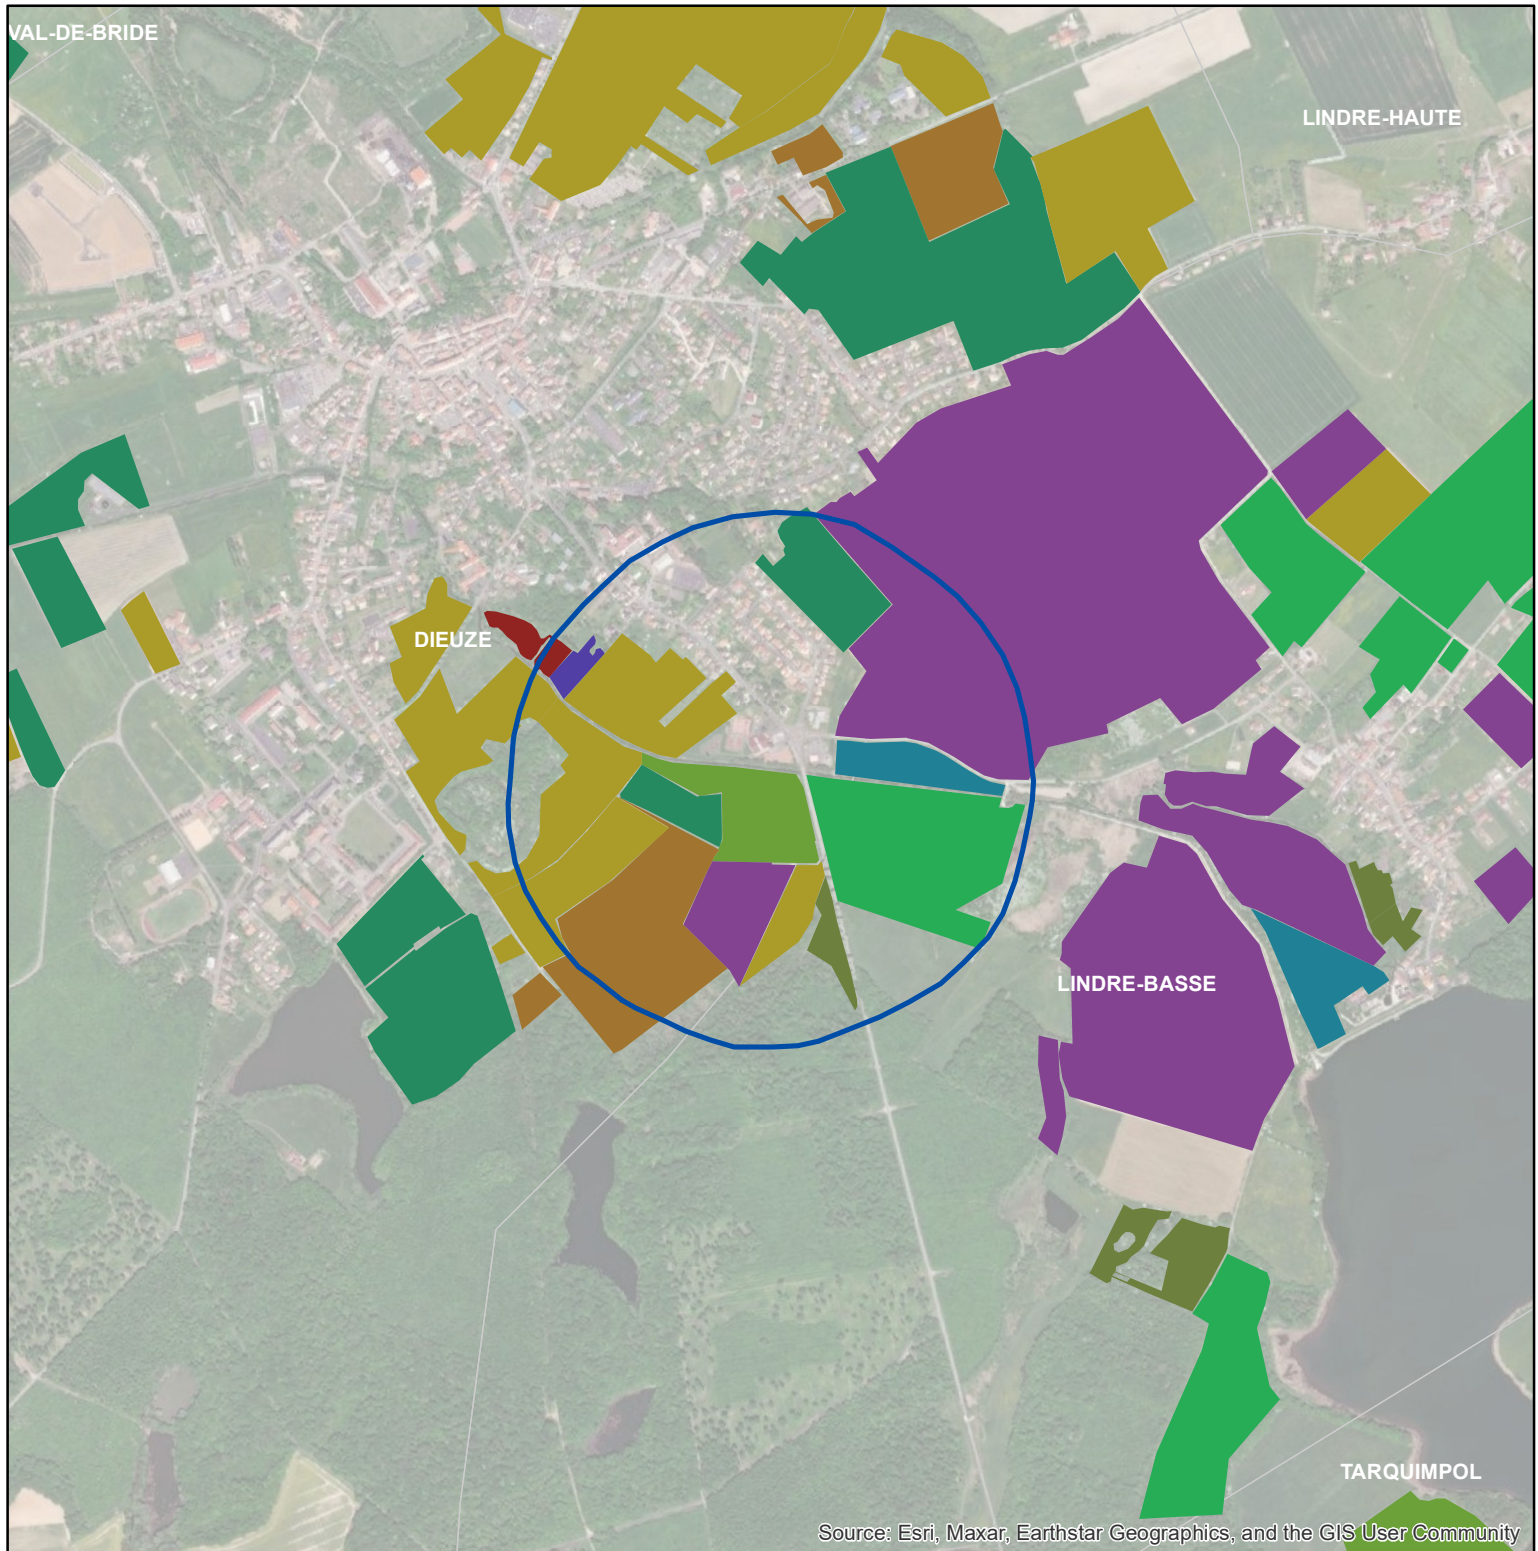 VAL-DE-BRIDE
LINDRE-HAUTE
DIEUZE
LINDRE-BASSE
TARQUIMPOL
Source: Esri, Maxar, Earthstar Geographics, and the GIS User Community